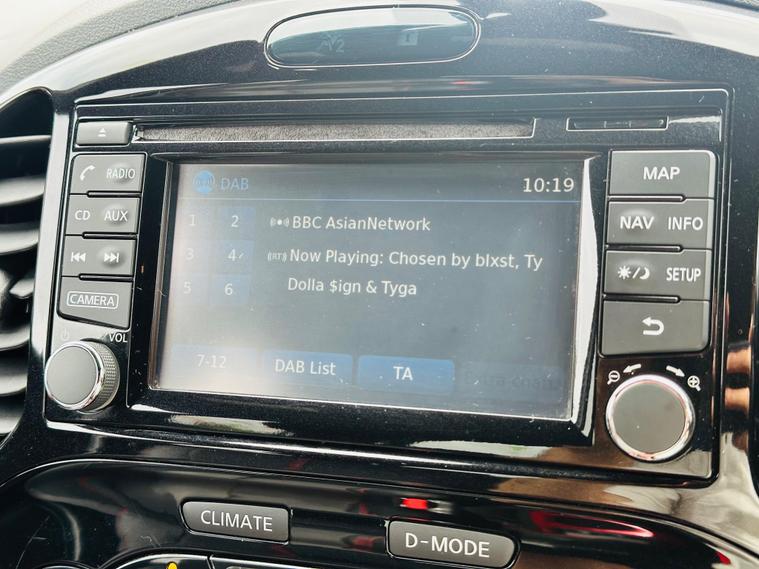 RADIO
CD AUX
CAMERA
VOL
DAB
10:19
1 2
BBC AsianNetwork
3 4
Now Playing: Chosen by blxst, Ty
Dolla $ign & Tyga
5 6
7-12
DAB List
TA
MAP
NAV INFO
SETUP
CLIMATE
D-MODE